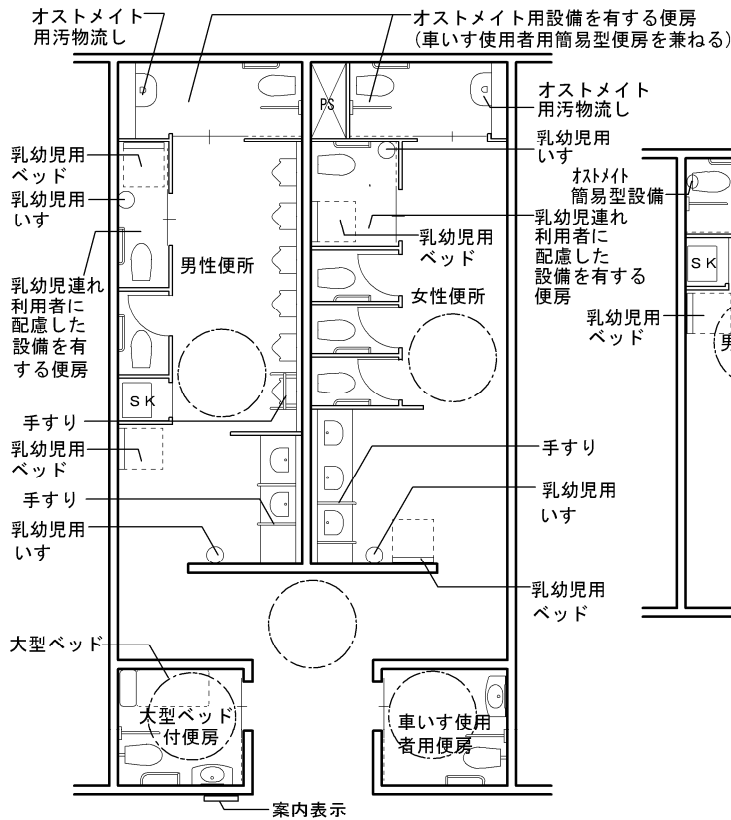 オストメイト
用汚物流し
オストメイト用設備を有する便房
(車いす使用者用簡易型便房を兼ねる)
PS
オストメイト
用汚物流し
乳幼児用
ベッド
乳幼児用
いす
乳幼児用
いす
オストメイト
簡易型設備
乳幼児用
ベッド
乳幼児連れ
利用者に
配慮した
設備を有する
便房
男性便所
女性便所
SK
乳幼児連れ
利用者に
配慮した
設備を有
する便房
乳幼児用
ベッド
男
SK
手すり
乳幼児用
ベッド
手すり
手すり
乳幼児用
いす
乳幼児用
いす
乳幼児用
ベッド
大型ベッド
大型ベッド
付便房
車いす使用
者用便房
案内表示